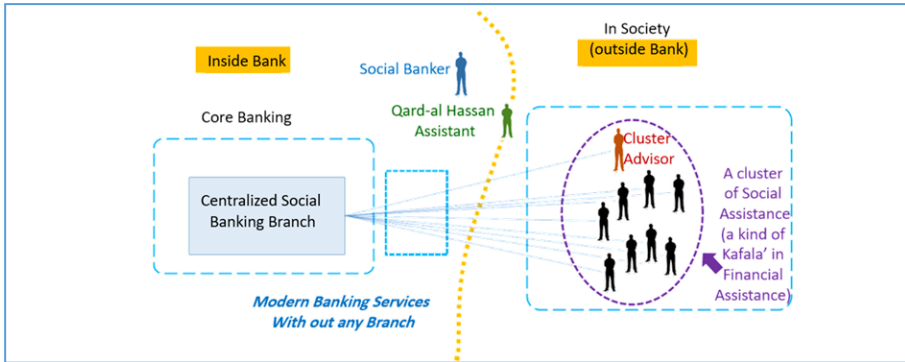 Inside Bank
In Society
(outside Bank)
Social Banker
Qard-al Hassan
Assistant
Core Banking
Centralized Social
Banking Branch
Cluster
Advisor
A cluster
of Social
Assistance
(a kind of
Kafala’ in
Financial
Assistance)
Modern Banking Services
With out any Branch